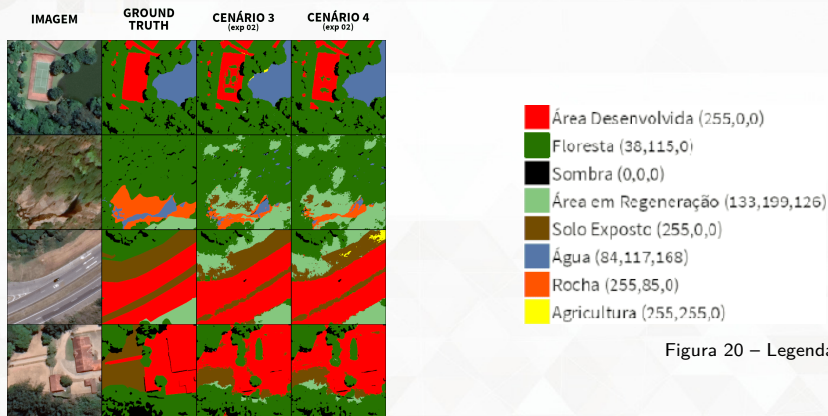 IMAGEM
GROUND
TRUTH
CENÁRIO 3
(exp 02)
CENÁRIO 4
(exp 02)
Área Desenvolvida (255,0,0)
Floresta (38,115,0)
Sombra (0,0,0)
Área em Regeneração (133,199,126)
Solo Exposto (255,0,0)
Água (84,117,168)
Rocha (255,85,0)
Agricultura (255,255,0)
Figura 20 – Legenda